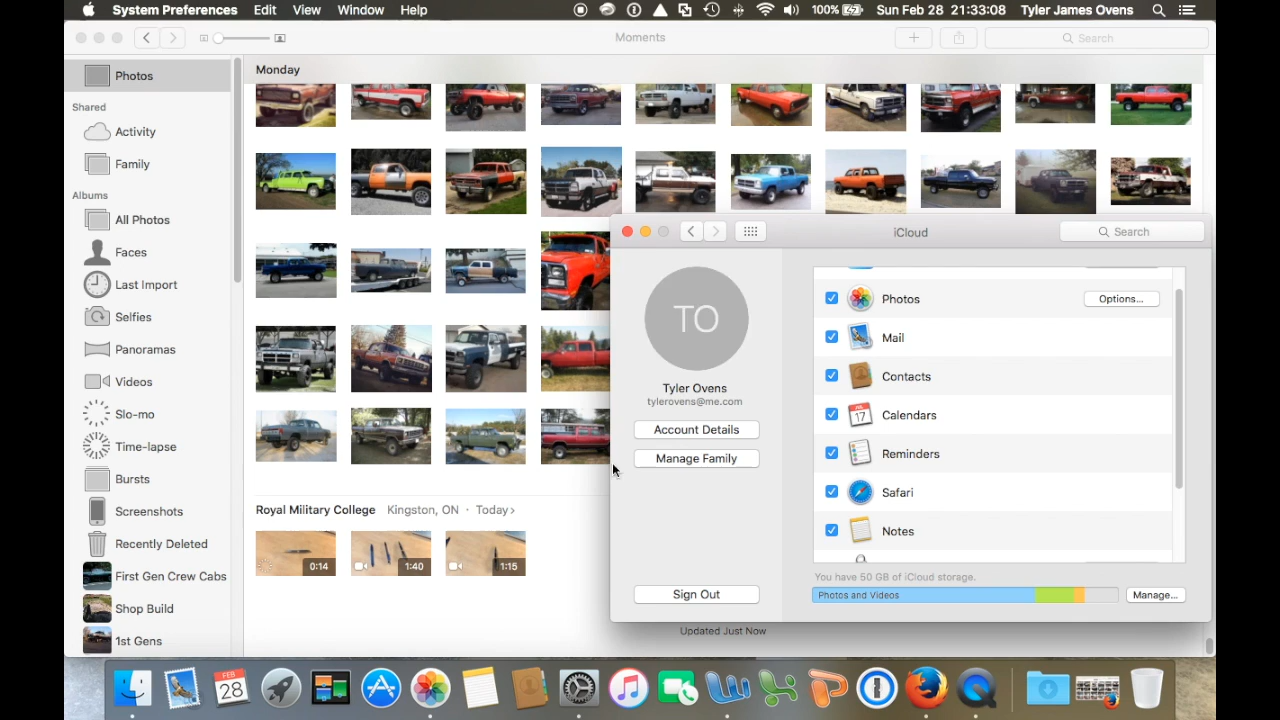 System Preferences Edit View Window Help 100% Sun Feb 28 21:33:08 Tyler James Ovens
Moments
Search
Photos
Shared
Activity
Family
Albums
All Photos
Faces
Last Import
Selfies
Panoramas
Videos
Slo-mo
Time-lapse
Bursts
Screenshots
Recently Deleted
First Gen Crew Cabs
Shop Build
1st Gens
Monday
Royal Military College Kingston, ON · Today>
0:14
1:40
1:15
Updated Just Now
iCloud
Search
TO
Tyler Ovens
tylerovens@me.com
Account Details
Manage Family
Sign Out
Photos
Options...
Mail
Contacts
JUL
17
Calendars
Reminders
Safari
Notes
You have 50 GB of iCloud storage.
Photos and Videos
Manage...
FEB
28